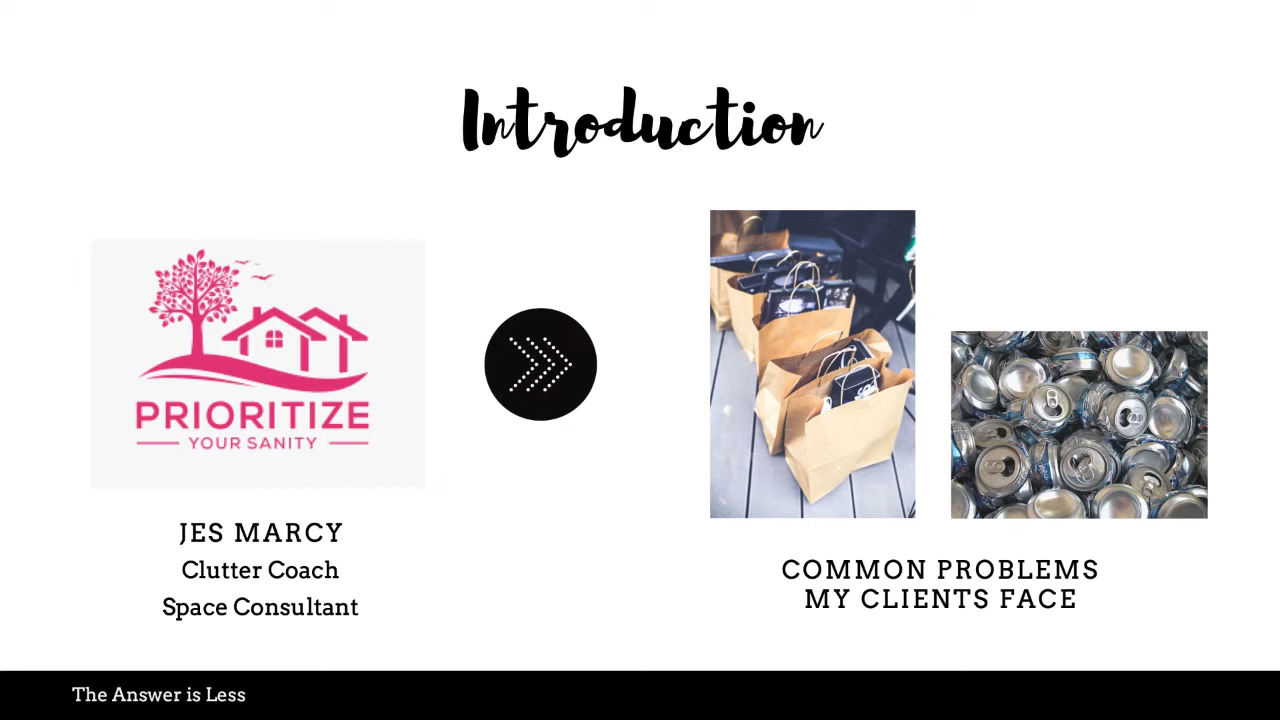 Introduction
PRIORITIZE
YOUR SANITY
JES MARCY
Clutter Coach
Space Consultant
COMMON PROBLEMS
MY CLIENTS FACE
The Answer is Less